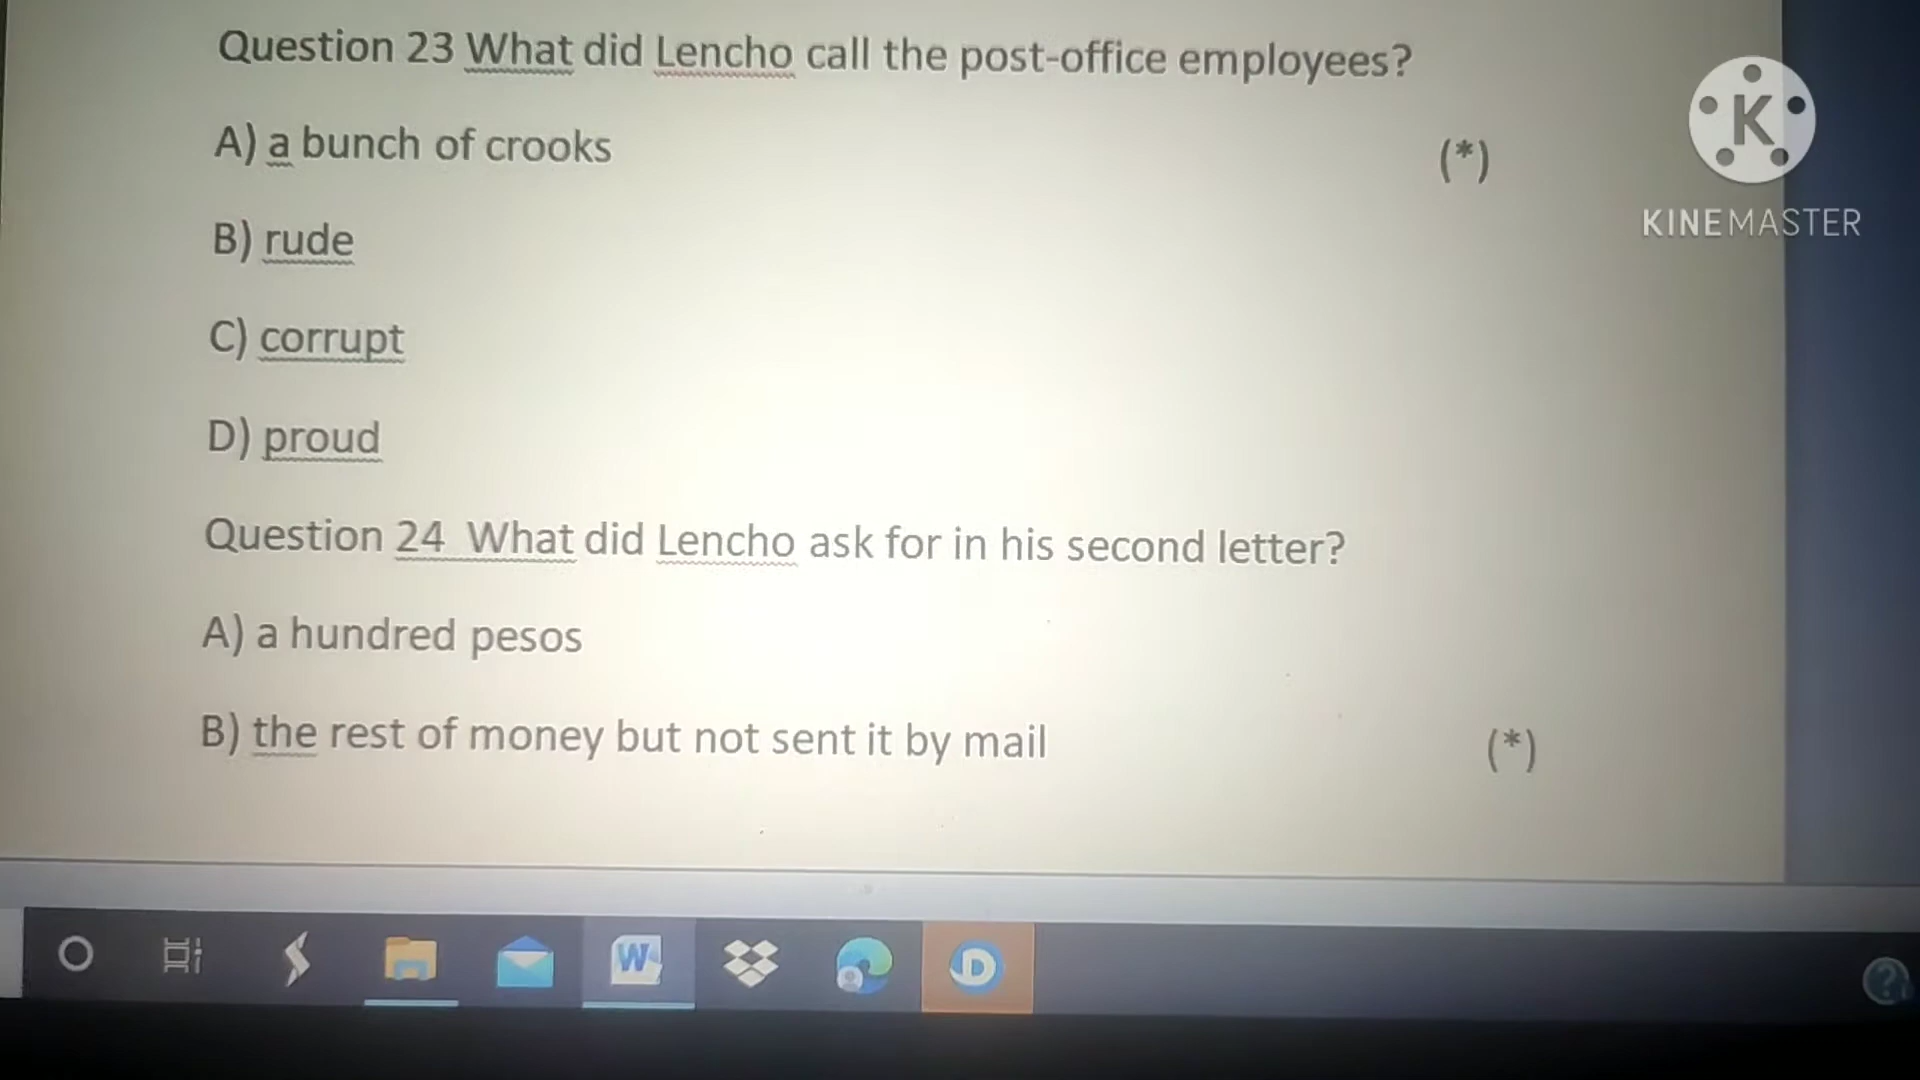 Question 23 What did Lencho call the post-office employees?
A) a bunch of crooks (*)
B) rude
C) corrupt
D) proud
Question 24 What did Lencho ask for in his second letter?
A) a hundred pesos
B) the rest of money but not sent it by mail (*)
K
KINEMASTER
W
D
?